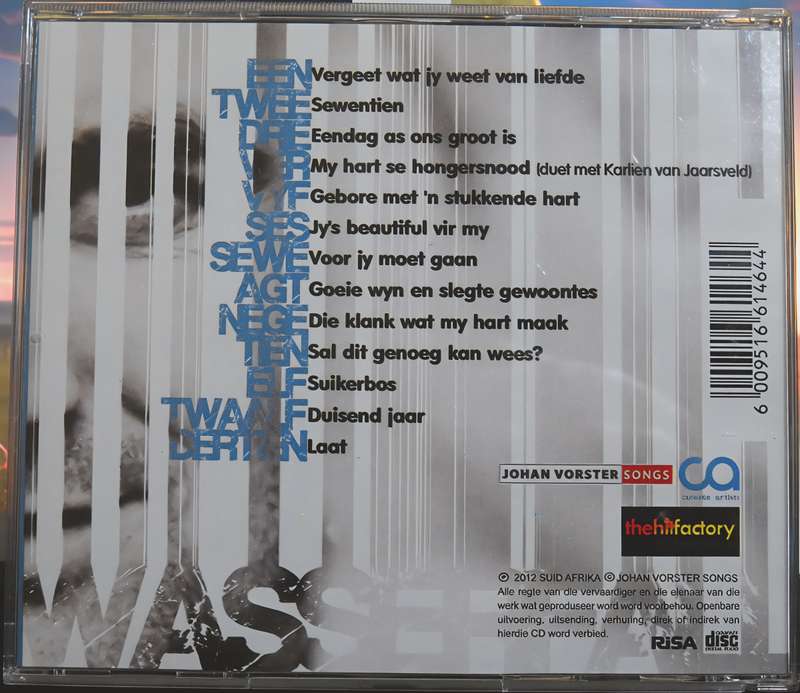 EEN Vergeet wat jy weet van liefde
TWEE Sewentien
DRIE Eendag as ons groot is
VIER My hart se hongersnood (duet met Karlien van Jaarsveld)
VYF Gebore met 'n stukkende hart
SES Jy's beautiful vir my
SEWE Voor jy moet gaan
AGT Goeie wyn en slegte gewoontes
NEGE Die klank wat my hart maak
TIEN Sal dit genoeg kan wees?
ELF Suikerbos
TWAALF Duisend jaar
DERTIEN Laat
6 009516 614644
JOHAN VORSTER SONGS
ca
thehitfactory
℗ 2012 SUID AFRIKA © JOHAN VORSTER SONGS
Alle regte van die vervaardiger en die eienaar van die
werk wat geproduseer word word voorbehou. Openbare
uitvoering, uitsending, verhuring, direk of indirek van
hierdie CD word verbied.
RiSA
COMPACT
disc
DIGITAL AUDIO